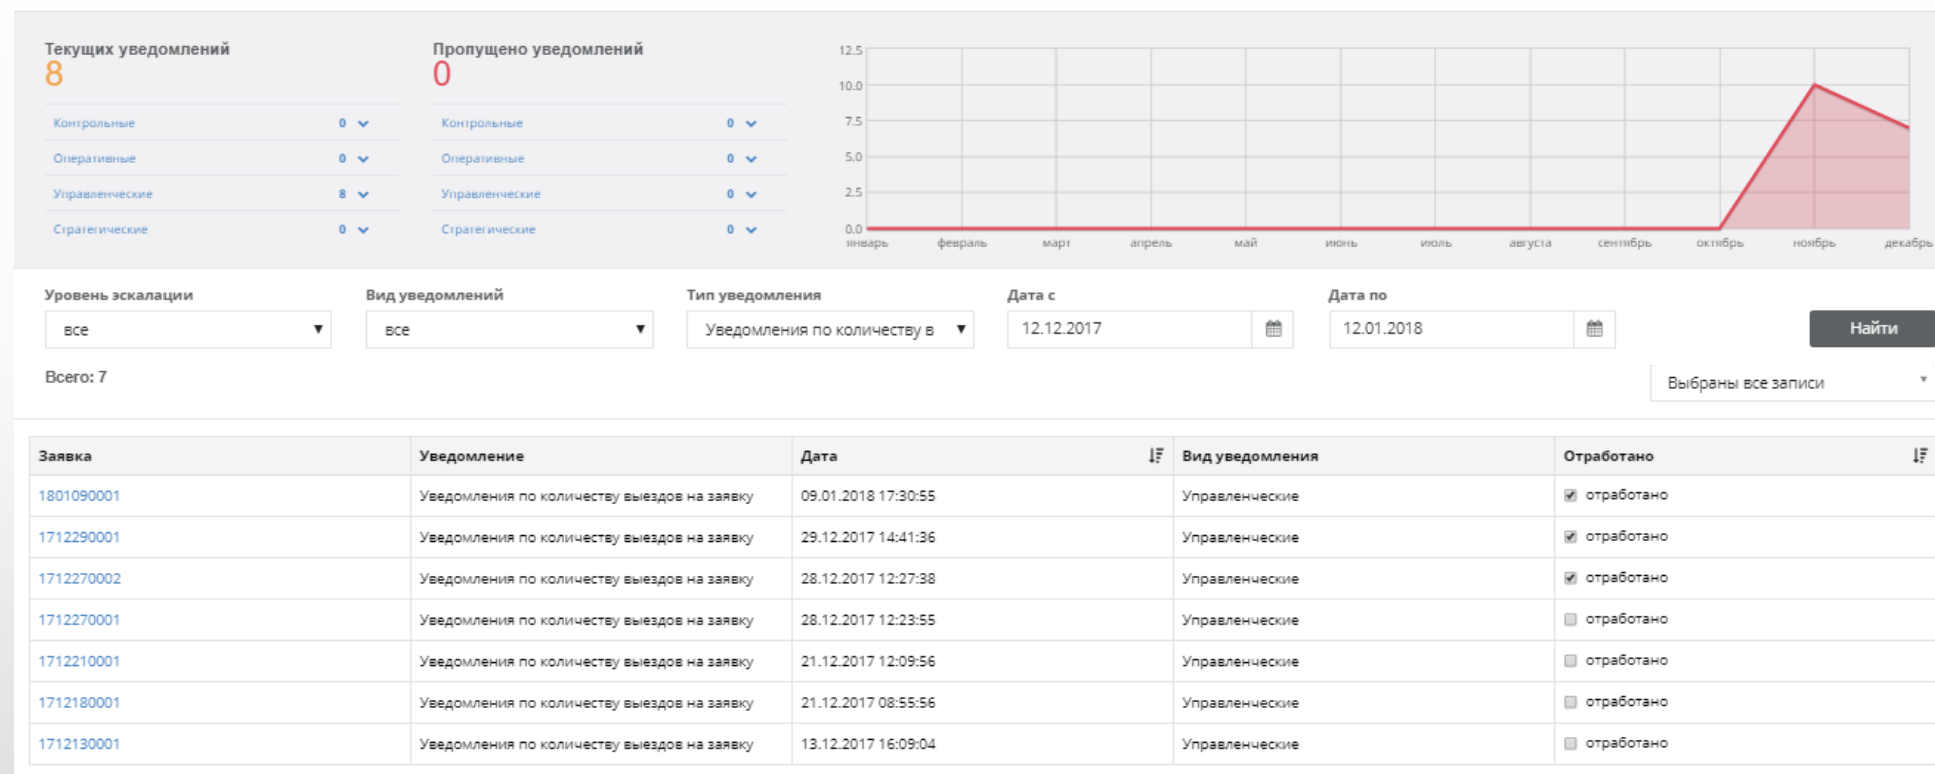 Текущих уведомлений
8
Контрольные 0
Оперативные 0
Управленческие 8
Стратегические 0
Пропущено уведомлений
0
Контрольные 0
Оперативные 0
Управленческие 0
Стратегические 0
12.5
10.0
7.5
5.0
2.5
0.0
январь февраль март апрель май июнь июль августа сентябрь октябрь ноябрь декабрь
Уровень эскалации Вид уведомлений Тип уведомления Дата с Дата по
все все Уведомления по количеству в 12.12.2017 12.01.2018 Найти
Всего: 7 Выбраны все записи
Заявка Уведомление Дата Вид уведомления Отработано
1801090001 Уведомления по количеству выездов на заявку 09.01.2018 17:30:55 Управленческие отработано
1712290001 Уведомления по количеству выездов на заявку 29.12.2017 14:41:36 Управленческие отработано
1712270002 Уведомления по количеству выездов на заявку 28.12.2017 12:27:38 Управленческие отработано
1712270001 Уведомления по количеству выездов на заявку 28.12.2017 12:23:55 Управленческие отработано
1712210001 Уведомления по количеству выездов на заявку 21.12.2017 12:09:56 Управленческие отработано
1712180001 Уведомления по количеству выездов на заявку 21.12.2017 08:55:56 Управленческие отработано
1712130001 Уведомления по количеству выездов на заявку 13.12.2017 16:09:04 Управленческие отработано